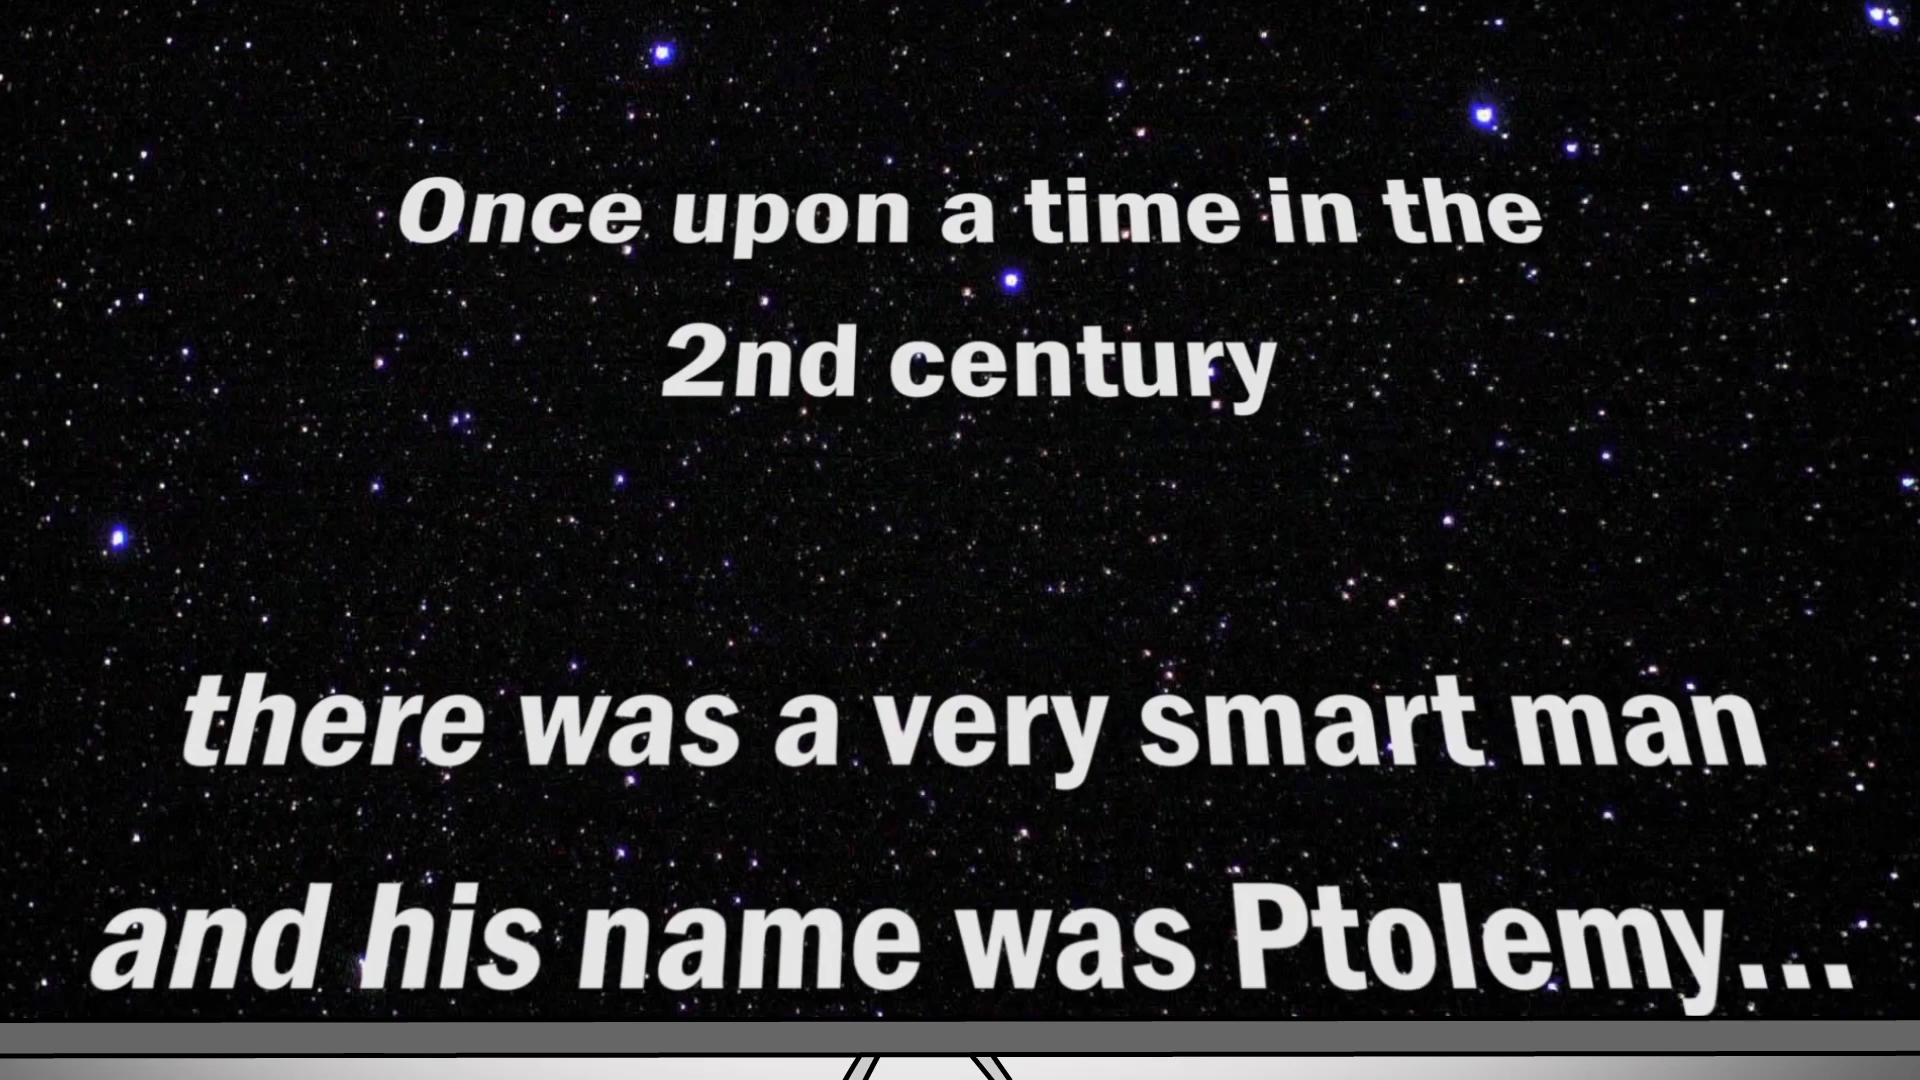 Once upon a time in the
2nd century
there was a very smart man
and his name was Ptolemy...